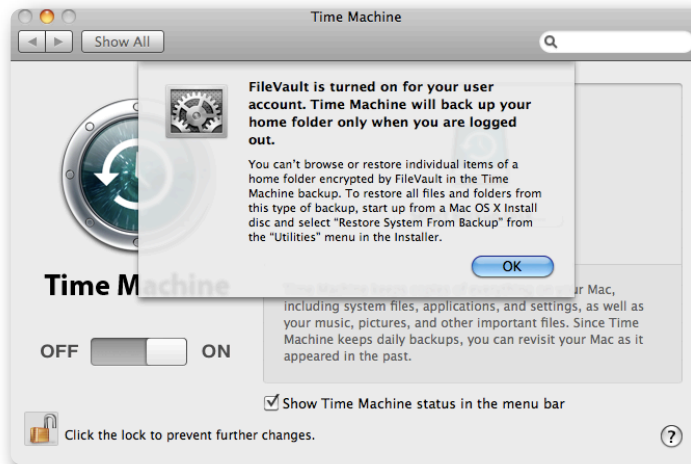 Time Machine
Show All
FileVault is turned on for your user
account. Time Machine will back up your
home folder only when you are logged
out.
You can't browse or restore individual items of a
home folder encrypted by FileVault in the Time
Machine backup. To restore all files and folders from
this type of backup, start up from a Mac OS X Install
disc and select “Restore System From Backup” from
the “Utilities” menu in the Installer.
OK
Time Machine
Time Machine keeps copies of everything on your Mac,
including system files, applications, and settings, as well as
your music, pictures, and other important files. Since Time
Machine keeps daily backups, you can revisit your Mac as it
appeared in the past.
OFF ON
Show Time Machine status in the menu bar
Click the lock to prevent further changes.
?